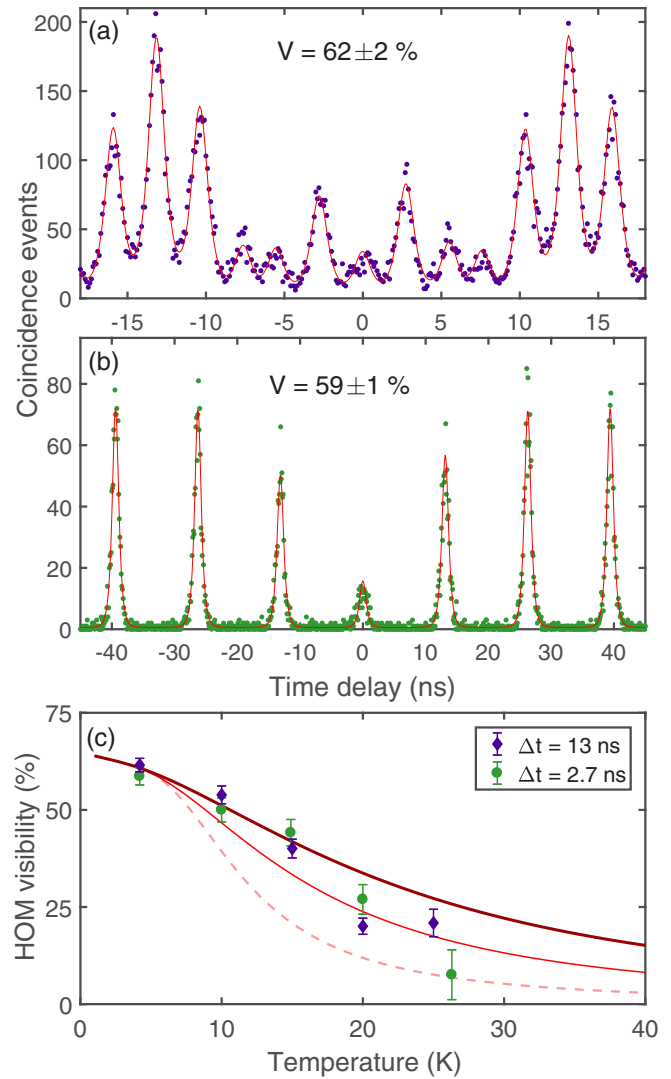 (a)
V = 62±2 %
200
150
100
50
0
-15 -10 -5 0 5 10 15
Coincidence events
(b)
V = 59±1 %
80
60
40
20
0
-40 -30 -20 -10 0 10 20 30 40
Time delay (ns)
(c)
Δt = 13 ns
Δt = 2.7 ns
75
50
25
0
HOM visibility (%)
0 10 20 30 40
Temperature (K)